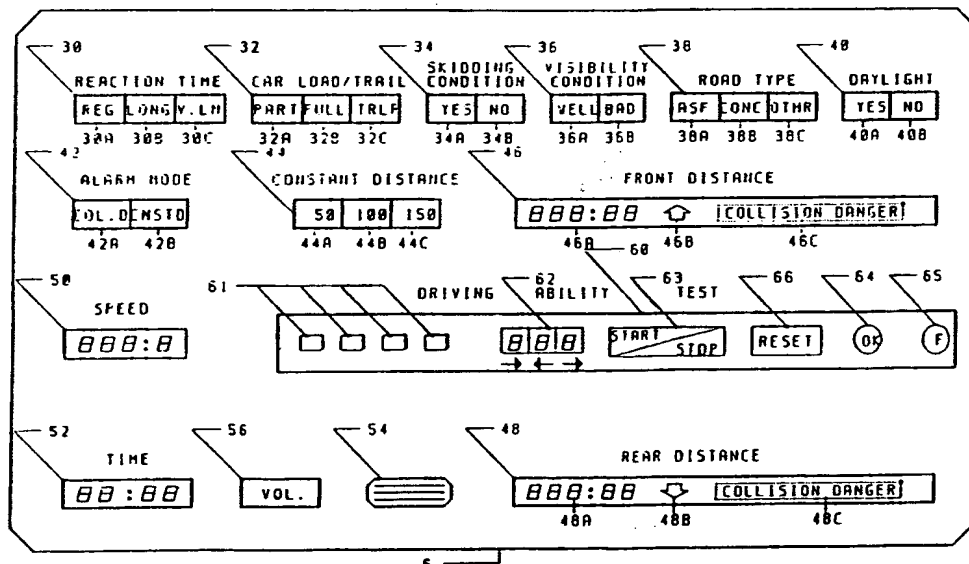 30 32 34 36 38 40
REACTION TIME CAR LOAD/TRAIL SKIDDING CONDITION VISIBILITY CONDITION ROAD TYPE DAYLIGHT
REG LONG V.LN PART FULL TRLR YES NO WELL BAD ASF CONC OTHR YES NO
30A 30B 30C 32A 32B 32C 34A 34B 36A 36B 38A 38B 38C 40A 40B
42 44 46
ALARM MODE CONSTANT DISTANCE FRONT DISTANCE
COL.D CNSTD 50 100 150 888:88 COLLISION DANGER
42A 42B 44A 44B 44C 46A 46B 46C
50 61 62 60 63 66 64 65
SPEED DRIVING ABILITY TEST
888:8 8 8 8 START STOP RESET OK F
52 56 54 48
TIME REAR DISTANCE
88:88 VOL. 888:88 COLLISION DANGER
48A 48B 48C
6